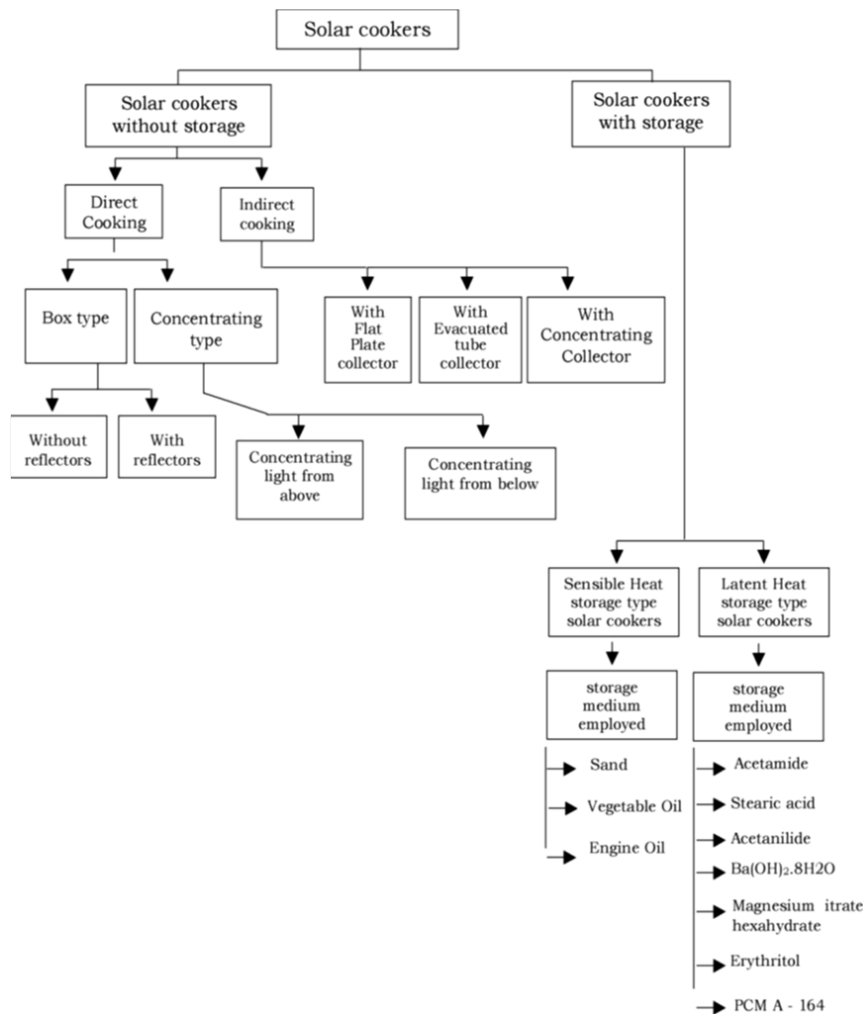 Solar cookers
Solar cookers
without storage
Solar cookers
with storage
Direct
Cooking
Indirect
cooking
Box type
Concentrating
type
With
Flat
Plate
collector
With
Evacuated
tube
collector
With
Concentrating
Collector
Without
reflectors
With
reflectors
Concentrating
light from
above
Concentrating
light from below
Sensible Heat
storage type
solar cookers
Latent Heat
storage type
solar cookers
storage
medium
employed
storage
medium
employed
Sand
Vegetable Oil
Engine Oil
Acetamide
Stearic acid
Acetanilide
Ba(OH)₂.8H2O
Magnesium itrate
hexahydrate
Erythritol
PCM A - 164